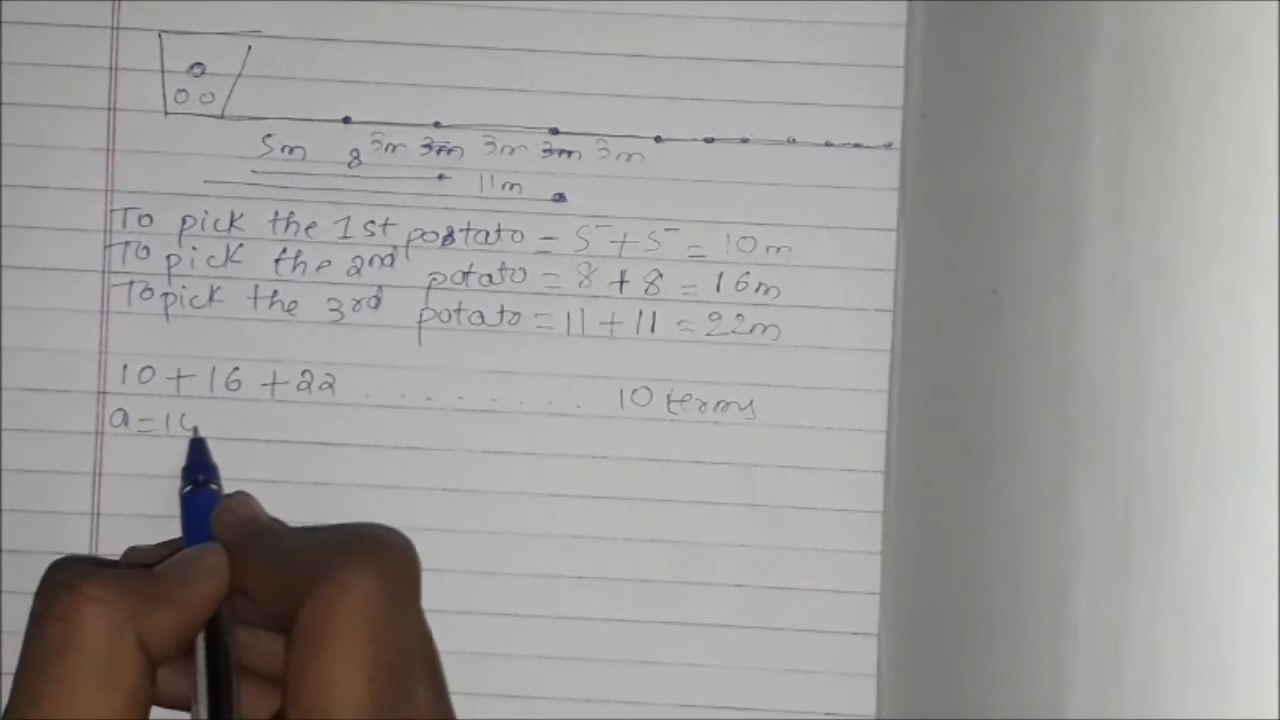 5m 8 3m 3m 3m 3m 3m
11m
To pick the 1st potato = 5 + 5 = 10m
To pick the 2nd potato = 8 + 8 = 16m
To pick the 3rd potato = 11 + 11 = 22m
10 + 16 + 22 . . . . . . . . 10 terms
a = 10